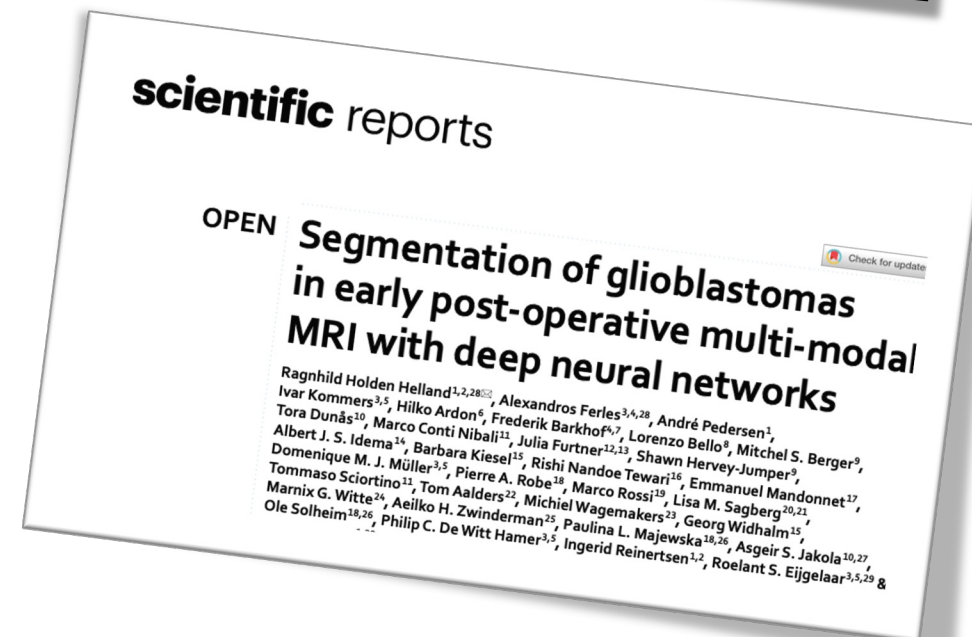 scientific reports
OPEN
Check for update
Segmentation of glioblastomas
in early post-operative multi-modal
MRI with deep neural networks
Ragnhild Holden Helland1,2,28✉, Alexandros Ferles3,4,28, André Pedersen1,
Ivar Kommers3,5, Hilko Ardon6, Frederik Barkhof4,7, Lorenzo Bello8, Mitchel S. Berger9,
Tora Dunås10, Marco Conti Nibali11, Julia Furtner12,13, Shawn Hervey-Jumper9,
Albert J. S. Idema14, Barbara Kiesel15, Rishi Nandoe Tewari16, Emmanuel Mandonnet17,
Domenique M. J. Müller3,5, Pierre A. Robe18, Marco Rossi19, Lisa M. Sagberg20,21,
Tommaso Sciortino11, Tom Aalders22, Michiel Wagemakers23, Georg Widhalm15,
Marnix G. Witte24, Aeilko H. Zwinderman25, Paulina L. Majewska18,26, Asgeir S. Jakola10,27,
Ole Solheim18,26, Philip C. De Witt Hamer3,5, Ingerid Reinertsen1,2, Roelant S. Eijgelaar3,5,29 &